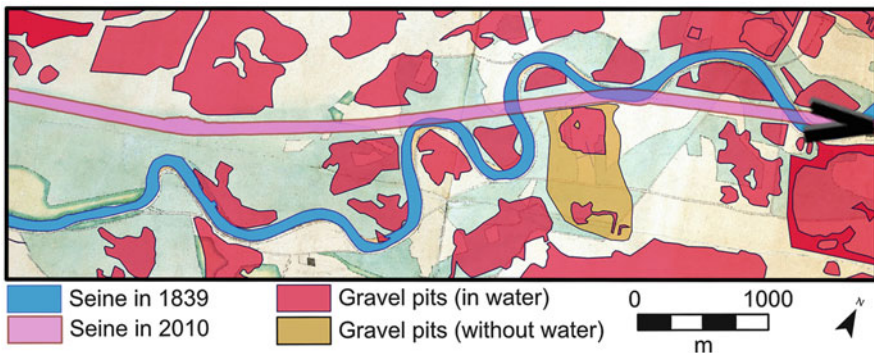 Seine in 1839
Seine in 2010
Gravel pits (in water)
Gravel pits (without water)
0 1000
m
N